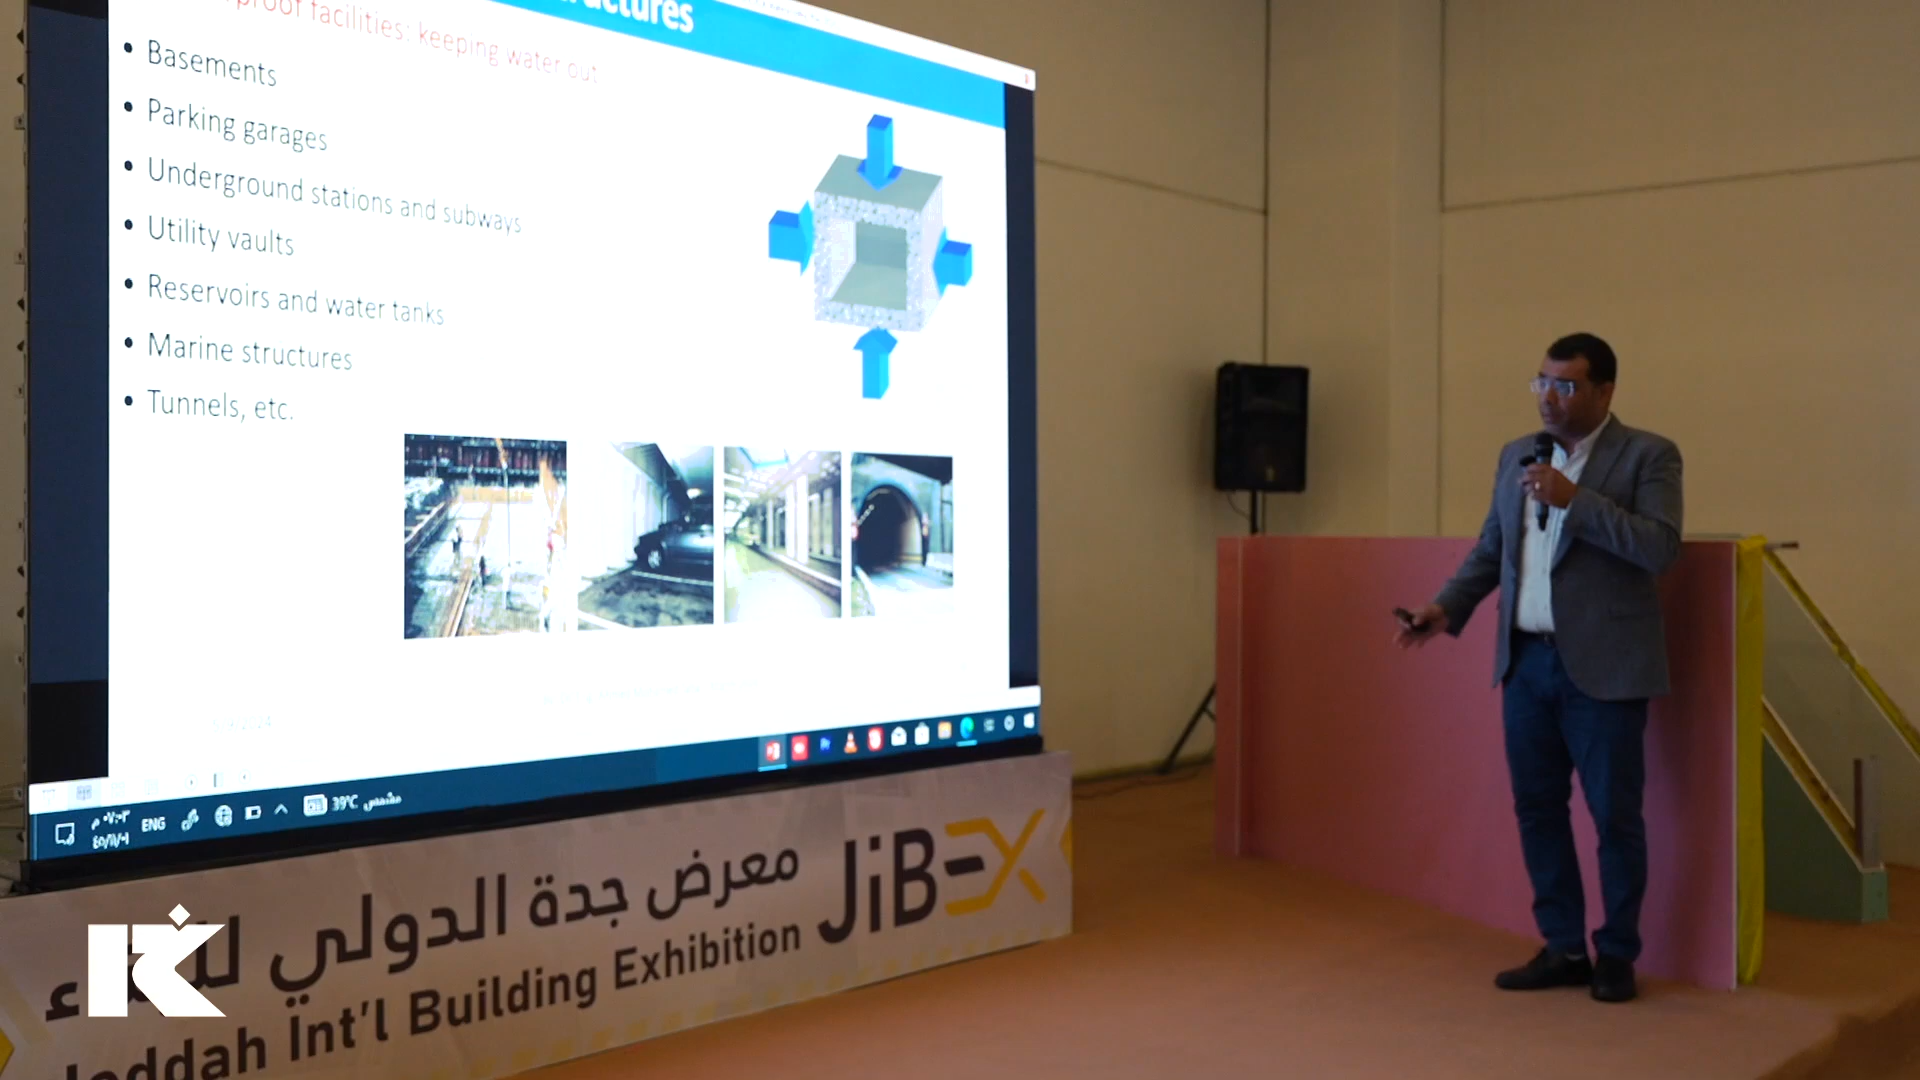 ructures
proof facilities: keeping water out
• Basements
• Parking garages
• Underground stations and subways
• Utility vaults
• Reservoirs and water tanks
• Marine structures
• Tunnels, etc.
ENG
39°C
معرض جدة الدولي للبناء
Jeddah Int'l Building Exhibition
JiBEX